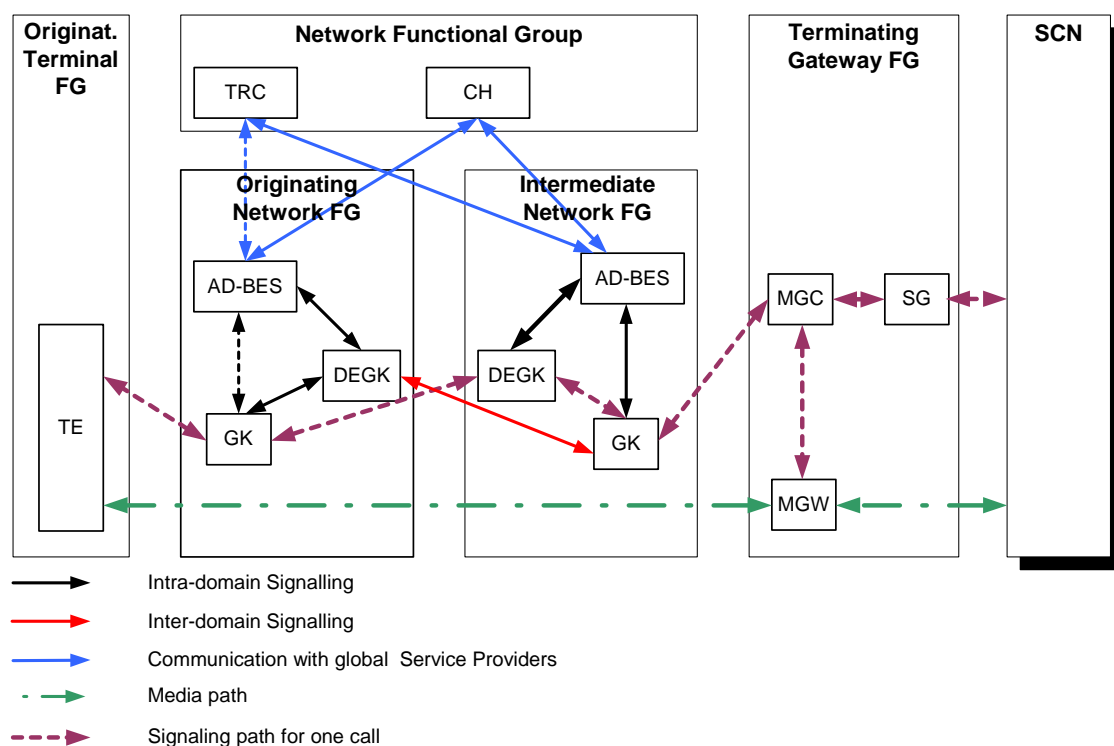 Originat.
Terminal
FG
Network Functional Group
Terminating
Gateway FG
SCN
TRC
CH
Originating
Network FG
Intermediate
Network FG
AD-BES
AD-BES
MGC
SG
DEGK
DEGK
TE
GK
GK
MGW
Intra-domain Signalling
Inter-domain Signalling
Communication with global Service Providers
Media path
Signaling path for one call